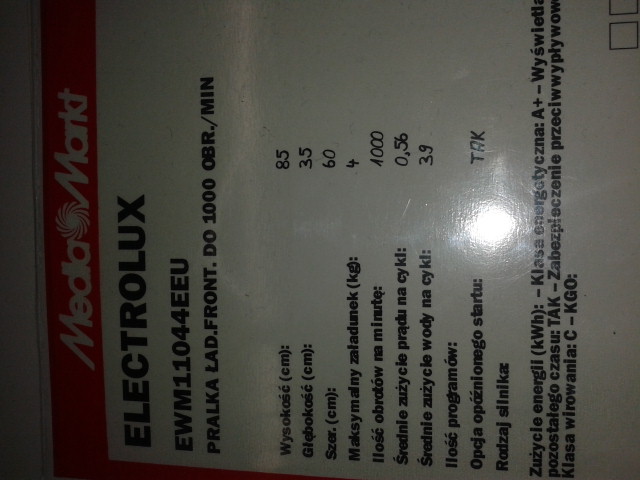 Media Markt
ELECTROLUX
EWM11044EEU
PRALKA ŁAD.FRONT. DO 1000 OBR./MIN
Wysokość (cm): 85
Głębokość (cm): 35
Szer. (cm): 60
Maksymalny załadunek (kg): 4
Ilość obrotów na minutę: 1000
Średnie zużycie prądu na cykl: 0,56
Średnie zużycie wody na cykl: 39
Ilość programów:
Opcja opóźnionego startu: TAK
Rodzaj silnika:
Zużycie energii (kWh): – Klasa energetyczna: A+ – Wyświetla
pozostałego czasu: TAK – Zabezpieczenie przeciwwypływow
Klasa wirowania: C – KGO: